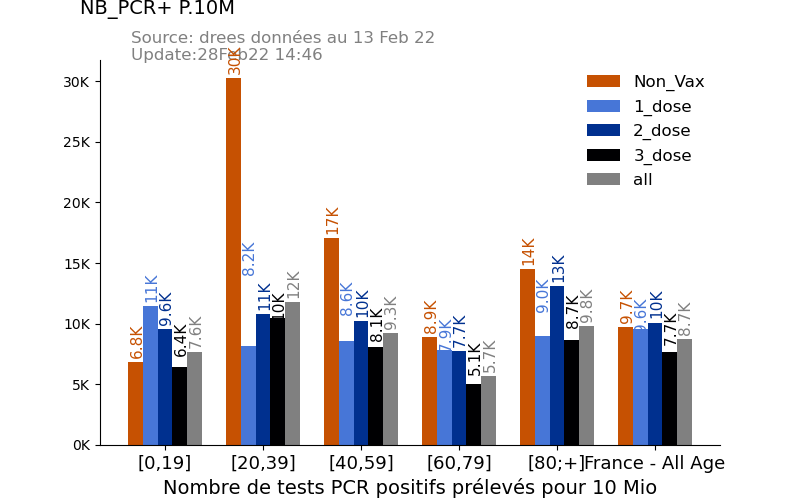 NB_PCR+ P.10M
Source: drees données au 13 Feb 22
Update:28Feb22 14:46
30K
25K
20K
15K
10K
5K
0K
Non_Vax
1_dose
2_dose
3_dose
all
6.8K
11K
9.6K
6.4K
7.6K
30K
8.2K
11K
10K
12K
17K
8.6K
10K
8.1K
9.3K
8.9K
7.9K
7.7K
5.1K
5.7K
14K
9.0K
13K
8.7K
9.8K
9.7K
9.6K
10K
7.7K
8.7K
[0,19] [20,39] [40,59] [60,79] [80;+] France - All Age
Nombre de tests PCR positifs prélevés pour 10 Mio